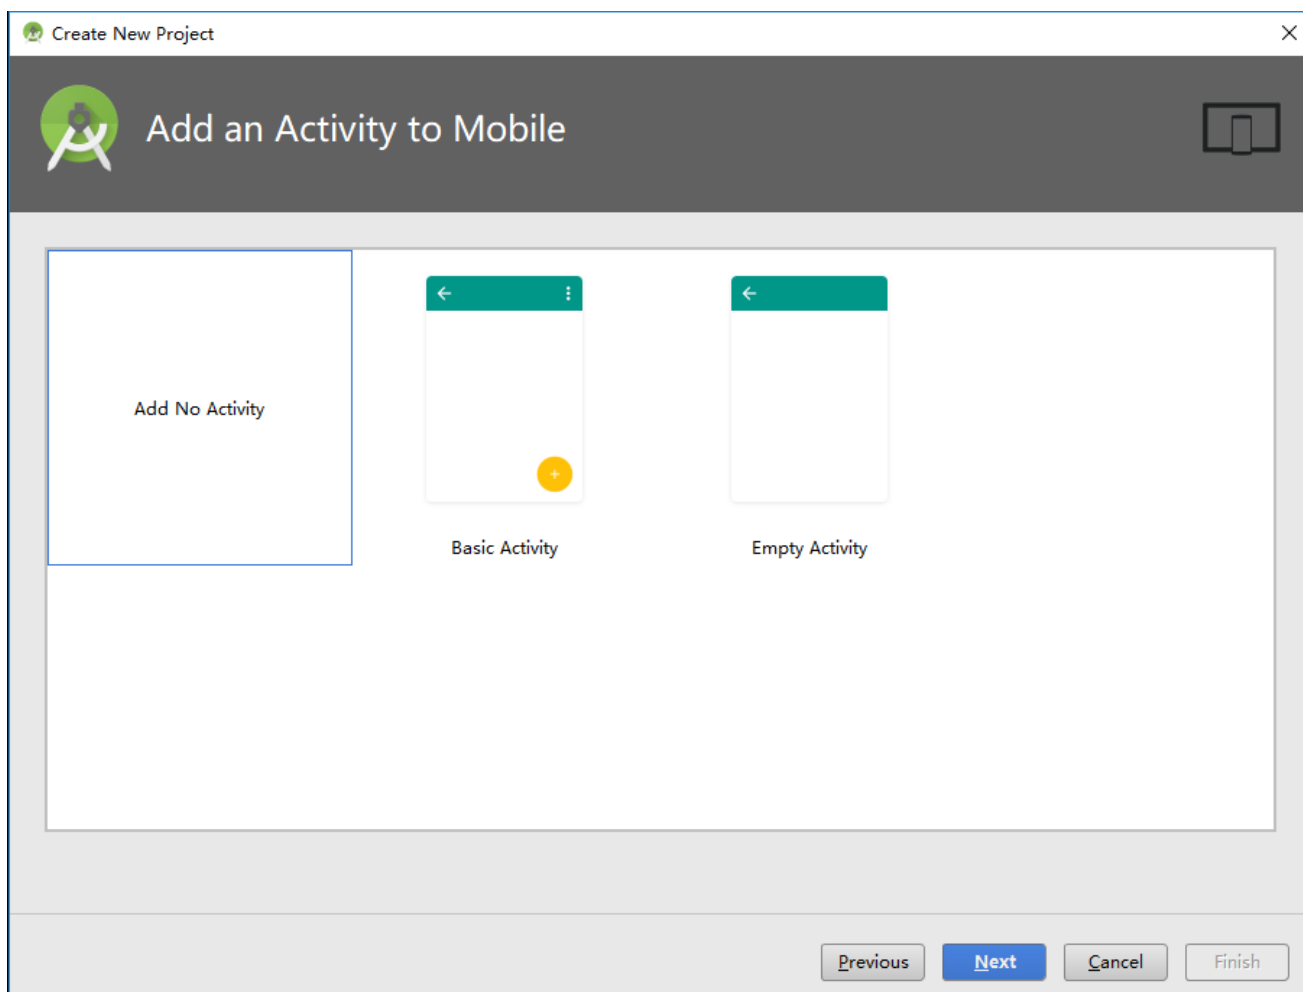 Create New Project
Add an Activity to Mobile
Add No Activity
Basic Activity
Empty Activity
Previous
Next
Cancel
Finish